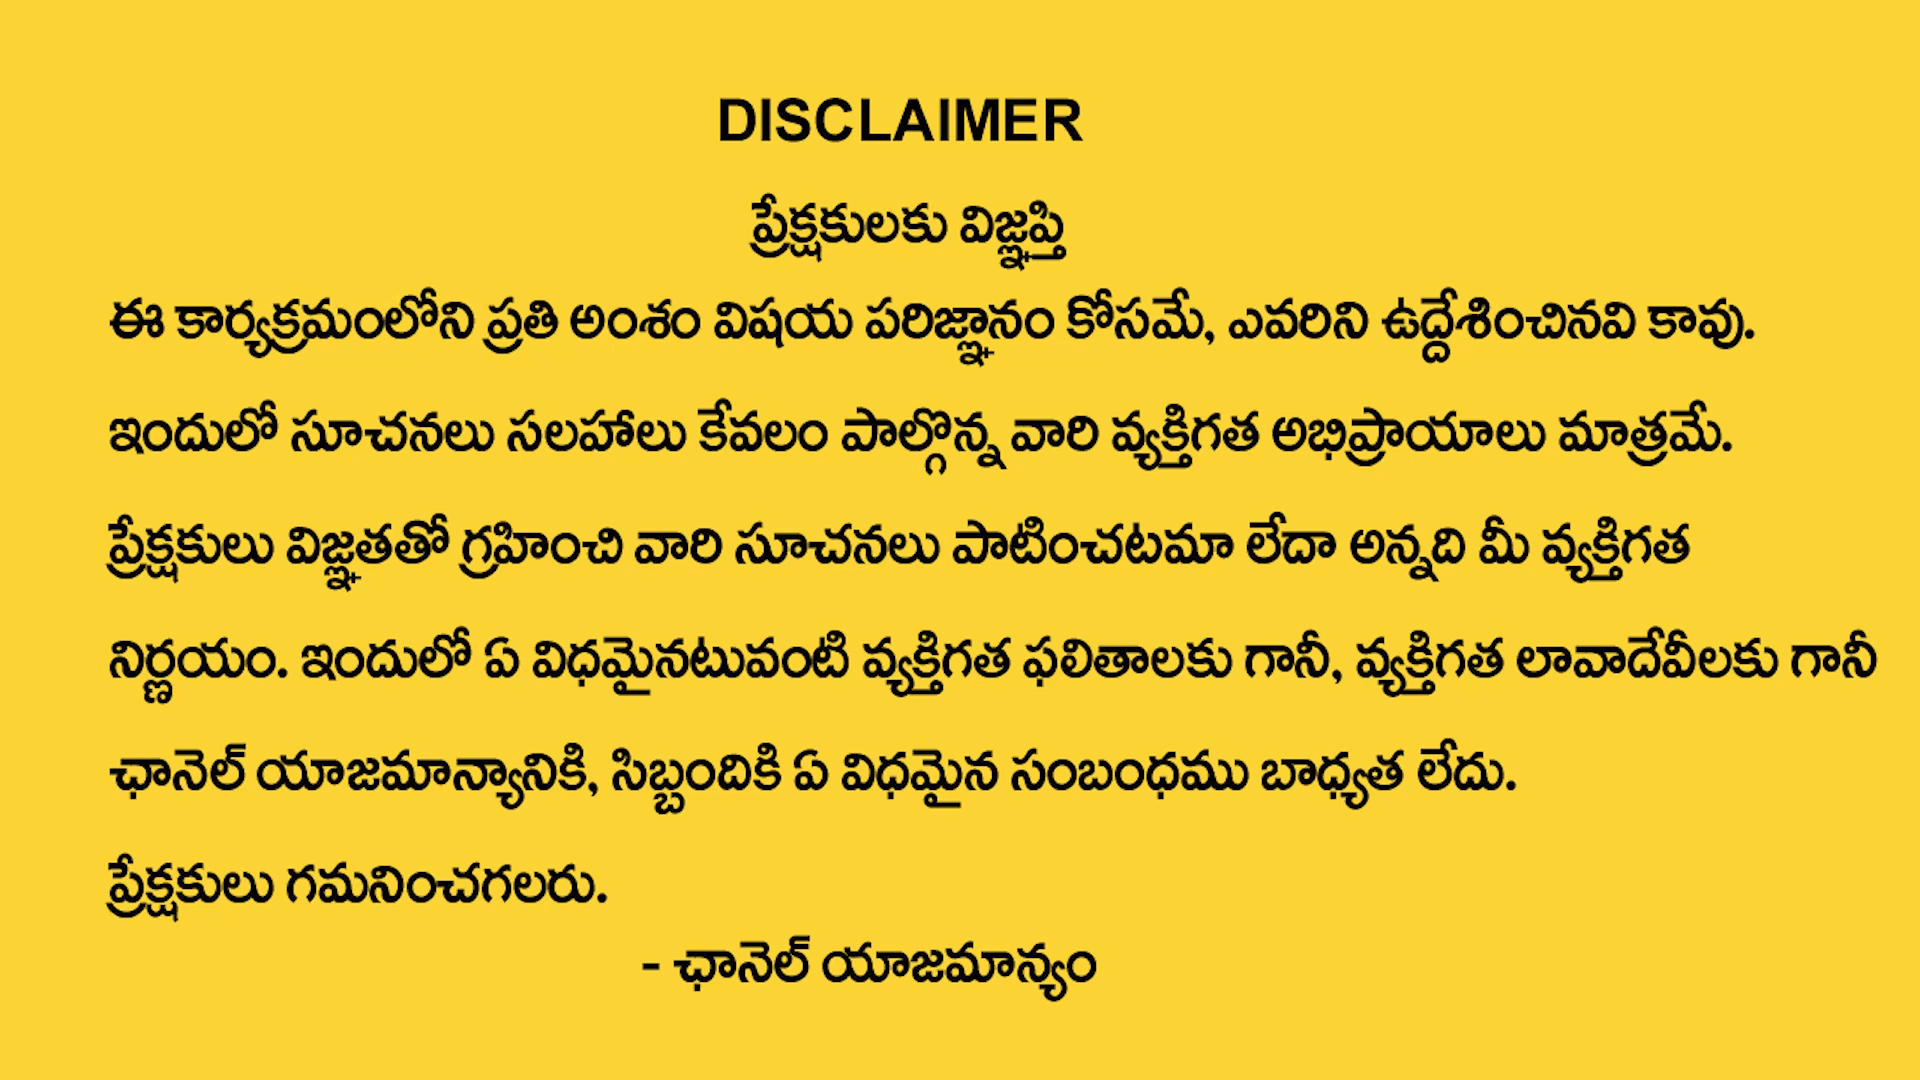 DISCLAIMER
ప్రేక్షకులకు విజ్ఞప్తి
ఈ కార్యక్రమంలోని ప్రతి అంశం విషయ పరిజ్ఞానం కోసమే, ఎవరిని ఉద్దేశించినవి కావు.
ఇందులో సూచనలు సలహాలు కేవలం పాల్గొన్న వారి వ్యక్తిగత అభిప్రాయాలు మాత్రమే.
ప్రేక్షకులు విజ్ఞతతో గ్రహించి వారి సూచనలు పాటించటమా లేదా అన్నది మీ వ్యక్తిగత
నిర్ణయం. ఇందులో ఏ విధమైనటువంటి వ్యక్తిగత ఫలితాలకు గానీ, వ్యక్తిగత లావాదేవీలకు గానీ
ఛానెల్ యాజమాన్యానికి, సిబ్బందికి ఏ విధమైన సంబంధము బాధ్యత లేదు.
ప్రేక్షకులు గమనించగలరు.
- ఛానెల్ యాజమాన్యం